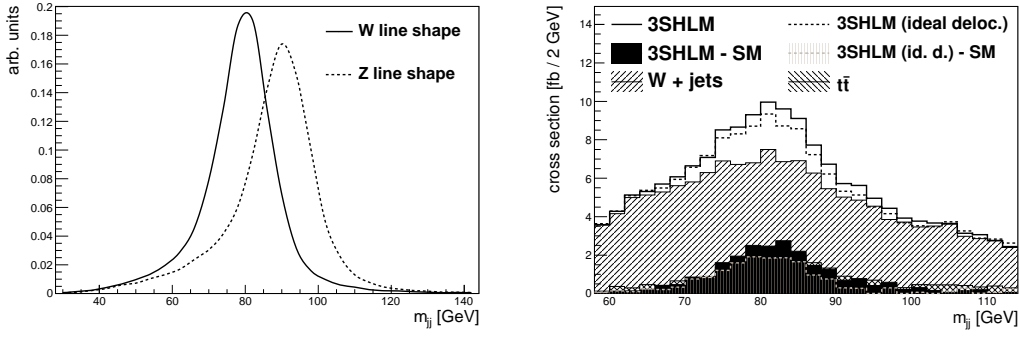 arb. units
0.2
0.18
0.16
0.14
0.12
0.1
0.08
0.06
0.04
0.02
0
40
60
80
100
120
140
m_jj [GeV]
W line shape
Z line shape
cross section [fb / 2 GeV]
14
12
10
8
6
4
2
0
60
70
80
90
100
110
m_jj [GeV]
3SHLM
3SHLM (ideal deloc.)
3SHLM - SM
3SHLM (id. d.) - SM
W + jets
tt̄